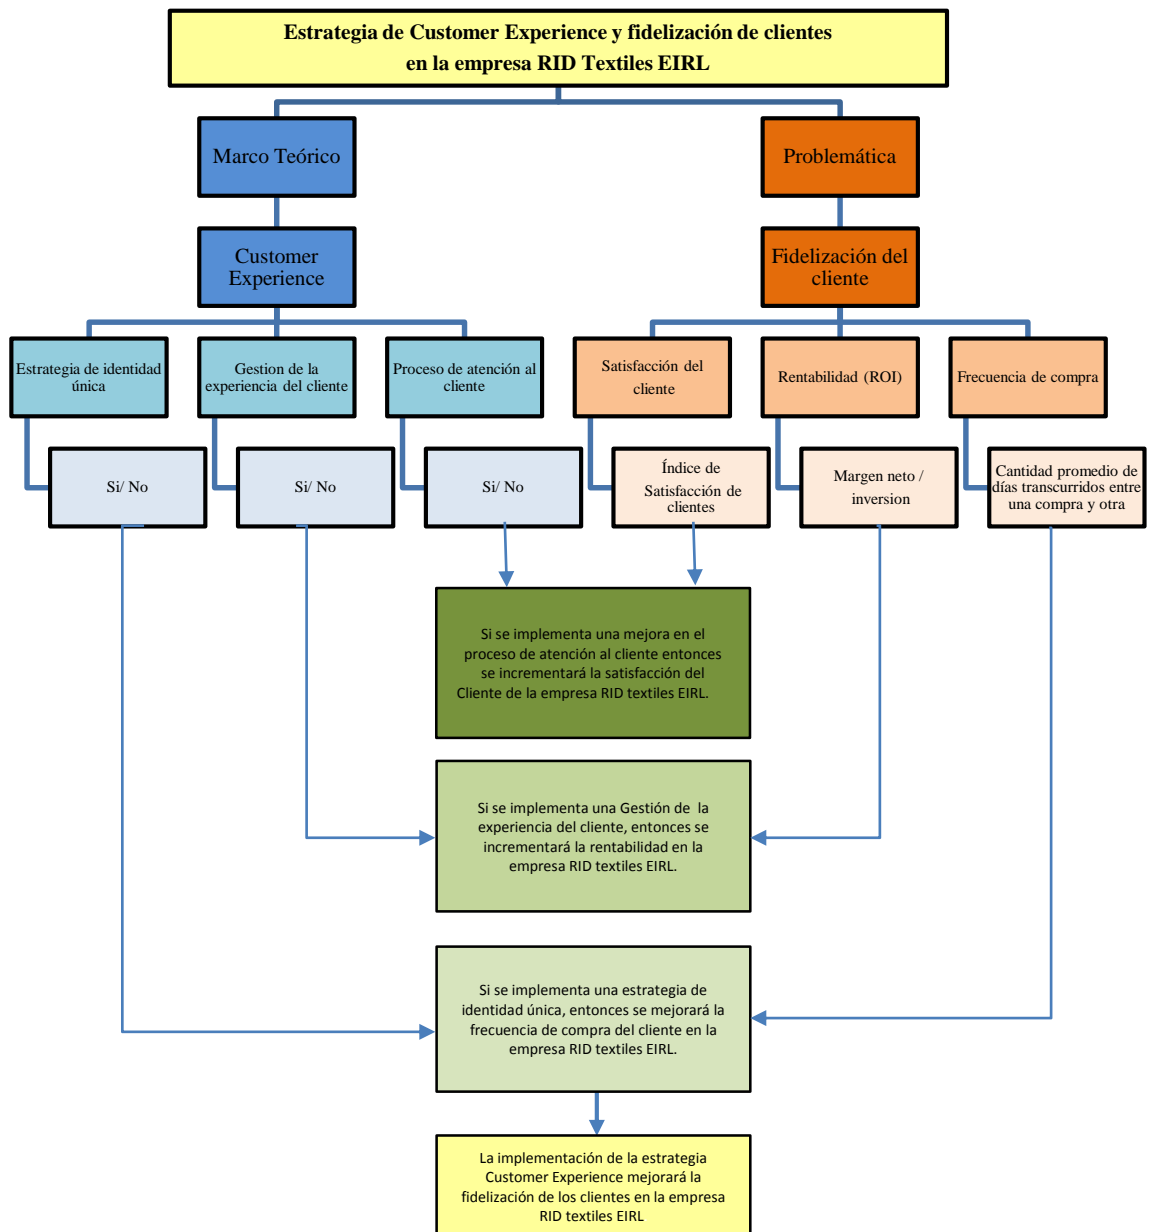 Estrategia de Customer Experience y fidelización de clientes
en la empresa RID Textiles EIRL
Marco Teórico
Problemática
Customer
Experience
Fidelización del
cliente
Estrategia de identidad
única
Gestion de la
experiencia del cliente
Proceso de atención al
cliente
Satisfacción del
cliente
Rentabilidad (ROI)
Frecuencia de compra
Si/ No
Si/ No
Si/ No
Índice de
Satisfacción de
clientes
Margen neto /
inversion
Cantidad promedio de
días transcurridos entre
una compra y otra
Si se implementa una mejora en el
proceso de atención al cliente entonces
se incrementará la satisfacción del
Cliente de la empresa RID textiles EIRL.
Si se implementa una Gestión de  la
experiencia del cliente, entonces se
incrementará la rentabilidad en la
empresa RID textiles EIRL.
Si se implementa una estrategia de
identidad única, entonces se mejorará la
frecuencia de compra del cliente en la
empresa RID textiles EIRL.
La implementación de la estrategia
Customer Experience mejorará la
fidelización de los clientes en la empresa
RID textiles EIRL